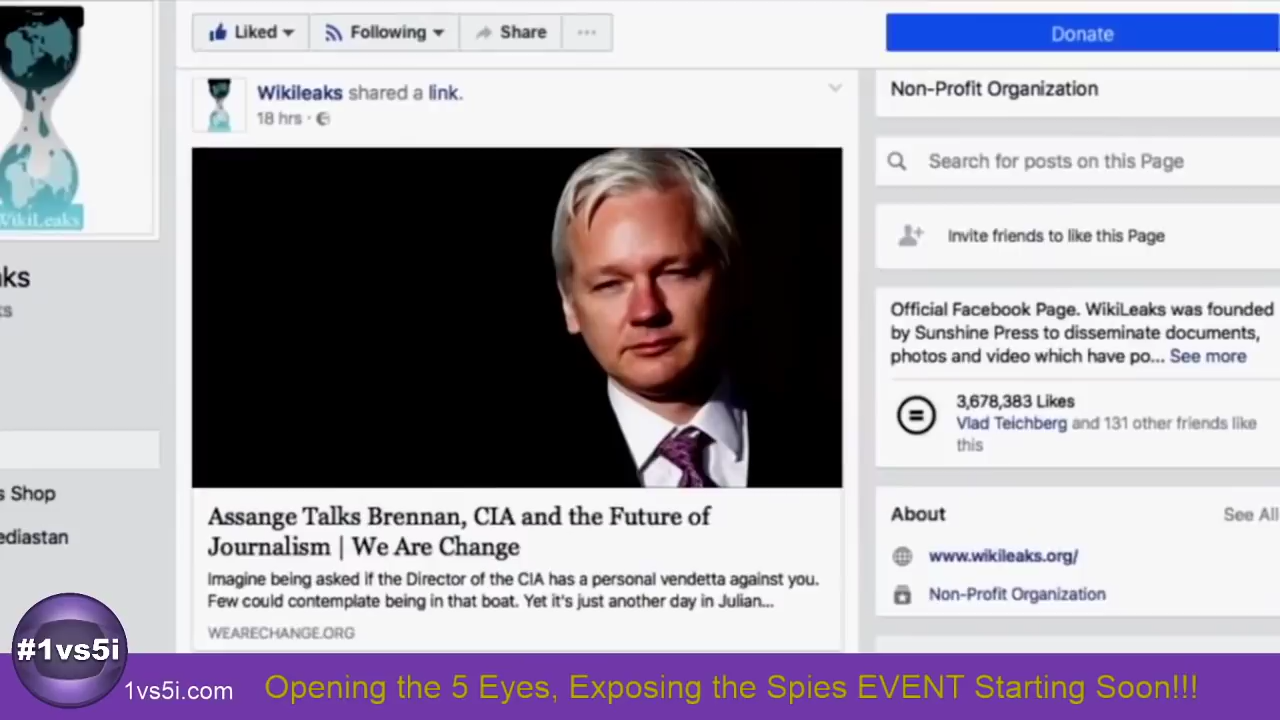 Liked
Following
Share
Donate
WikiLeaks
ks
s Shop
ediastan
Wikileaks shared a link.
18 hrs
Assange Talks Brennan, CIA and the Future of
Journalism | We Are Change
Imagine being asked if the Director of the CIA has a personal vendetta against you.
Few could contemplate being in that boat. Yet it's just another day in Julian...
WEARECHANGE.ORG
Non-Profit Organization
Search for posts on this Page
Invite friends to like this Page
Official Facebook Page. WikiLeaks was founded
by Sunshine Press to disseminate documents,
photos and video which have po... See more
3,678,383 Likes
Vlad Teichberg and 131 other friends like
this
About
See All
www.wikileaks.org/
Non-Profit Organization
#1vs5i
1vs5i.com
Opening the 5 Eyes, Exposing the Spies EVENT Starting Soon!!!